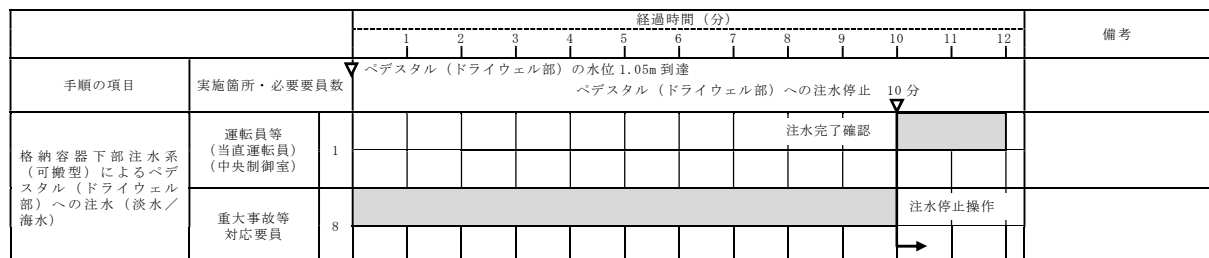 経過時間（分）
備考
1 2 3 4 5 6 7 8 9 10 11 12
手順の項目
実施箇所・必要要員数
ペデスタル（ドライウェル部）の水位 1.05m 到達
ペデスタル（ドライウェル部）への注水停止 10 分
格納容器下部注水系
（可搬型）によるペデ
スタル（ドライウェル
部）への注水（淡水／
海水）
運転員等
（当直運転員）
（中央制御室）
1
注水完了確認
重大事故等
対応要員
8
注水停止操作